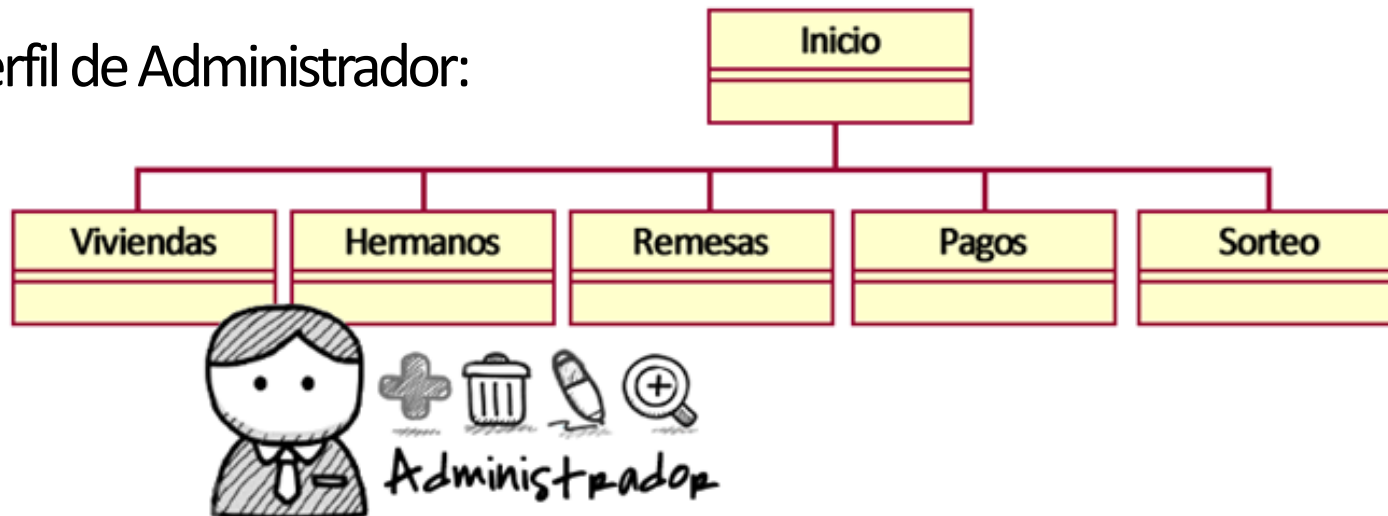 erfil de Administrador:
Inicio
Viviendas Hermanos Remesas Pagos Sorteo
Administrador